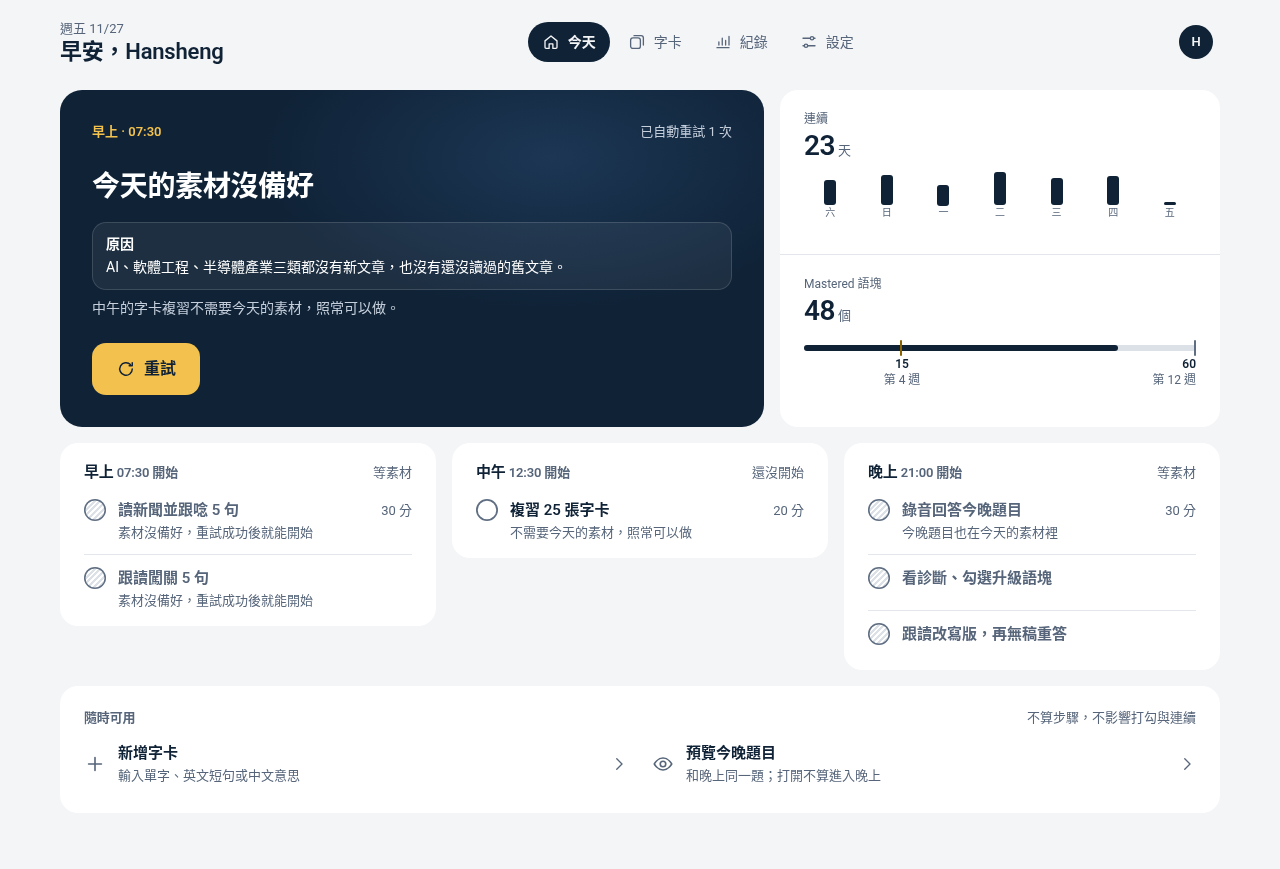 週五 11/27
早安，Hansheng
今天
字卡
紀錄
設定
H
早上 · 07:30
已自動重試 1 次
今天的素材沒備好
原因
AI、軟體工程、半導體產業三類都沒有新文章，也沒有還沒讀過的舊文章。
中午的字卡複習不需要今天的素材，照常可以做。
重試
連續
23 天
六 日 一 二 三 四 五
Mastered 語塊
48 個
15
第 4 週
60
第 12 週
早上 07:30 開始
等素材
讀新聞並跟唸 5 句
30 分
素材沒備好，重試成功後就能開始
跟讀闖關 5 句
素材沒備好，重試成功後就能開始
中午 12:30 開始
還沒開始
複習 25 張字卡
20 分
不需要今天的素材，照常可以做
晚上 21:00 開始
等素材
錄音回答今晚題目
30 分
今晚題目也在今天的素材裡
看診斷、勾選升級語塊
跟讀改寫版，再無稿重答
隨時可用
不算步驟，不影響打勾與連續
新增字卡
輸入單字、英文短句或中文意思
預覽今晚題目
和晚上同一題；打開不算進入晚上